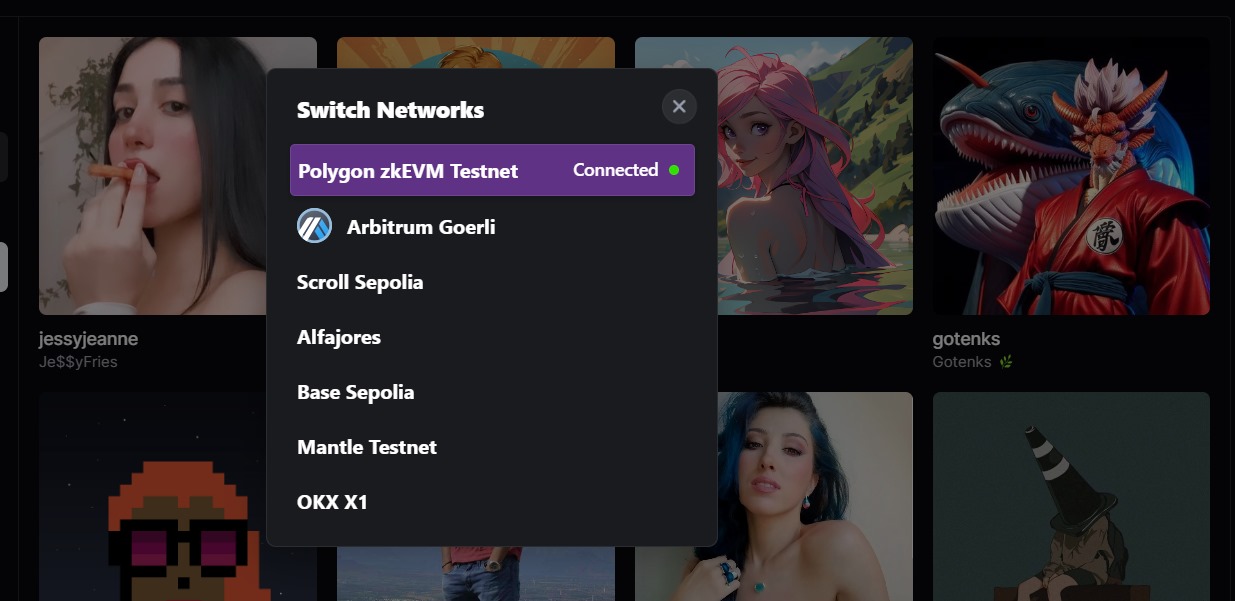 Switch Networks
Polygon zkEVM Testnet Connected
Arbitrum Goerli
Scroll Sepolia
Alfajores
Base Sepolia
Mantle Testnet
OKX X1
jessyjeanne
Je$$yFries
gotenks
Gotenks